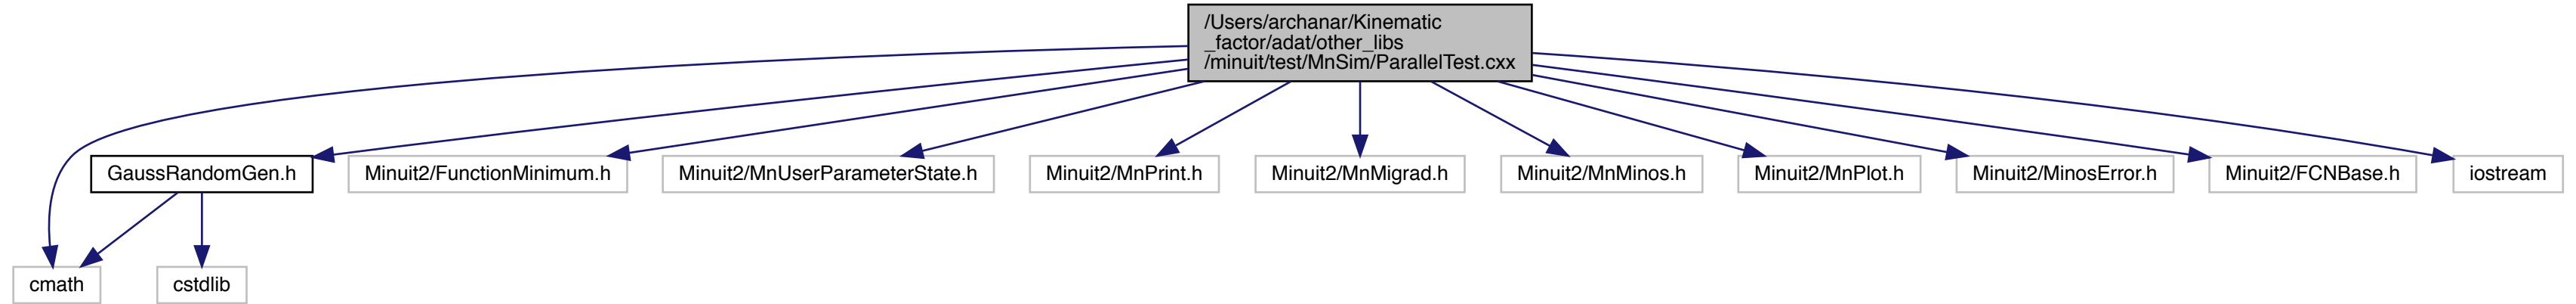 /Users/archanar/Kinematic
_factor/adat/other_libs
/minuit/test/MnSim/ParallelTest.cxx
GaussRandomGen.h
Minuit2/FunctionMinimum.h
Minuit2/MnUserParameterState.h
Minuit2/MnPrint.h
Minuit2/MnMigrad.h
Minuit2/MnMinos.h
Minuit2/MnPlot.h
Minuit2/MinosError.h
Minuit2/FCNBase.h
iostream
cmath
cstdlib